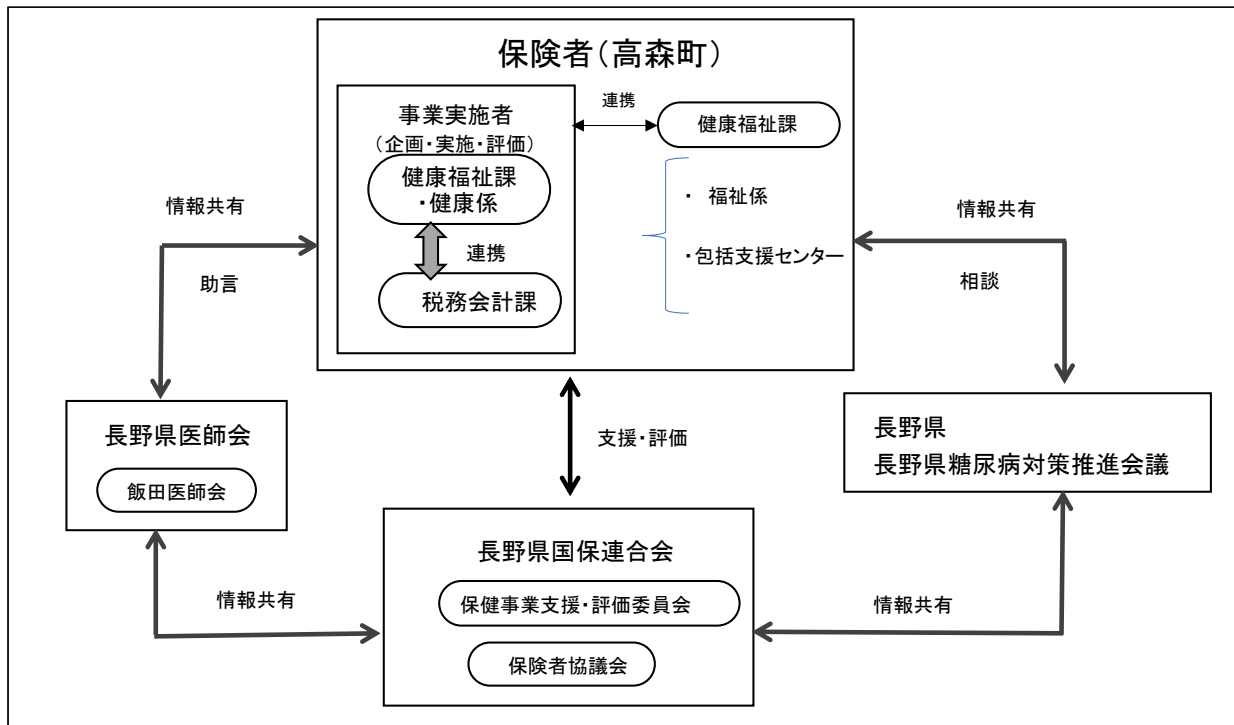 保険者(高森町)
事業実施者
(企画・実施・評価)
健康福祉課
・健康係
連携
税務会計課
連携
健康福祉課
・ 福祉係
・包括支援センター
情報共有
助言
情報共有
相談
長野県医師会
飯田医師会
支援・評価
長野県
長野県糖尿病対策推進会議
長野県国保連合会
保健事業支援・評価委員会
保険者協議会
情報共有
情報共有